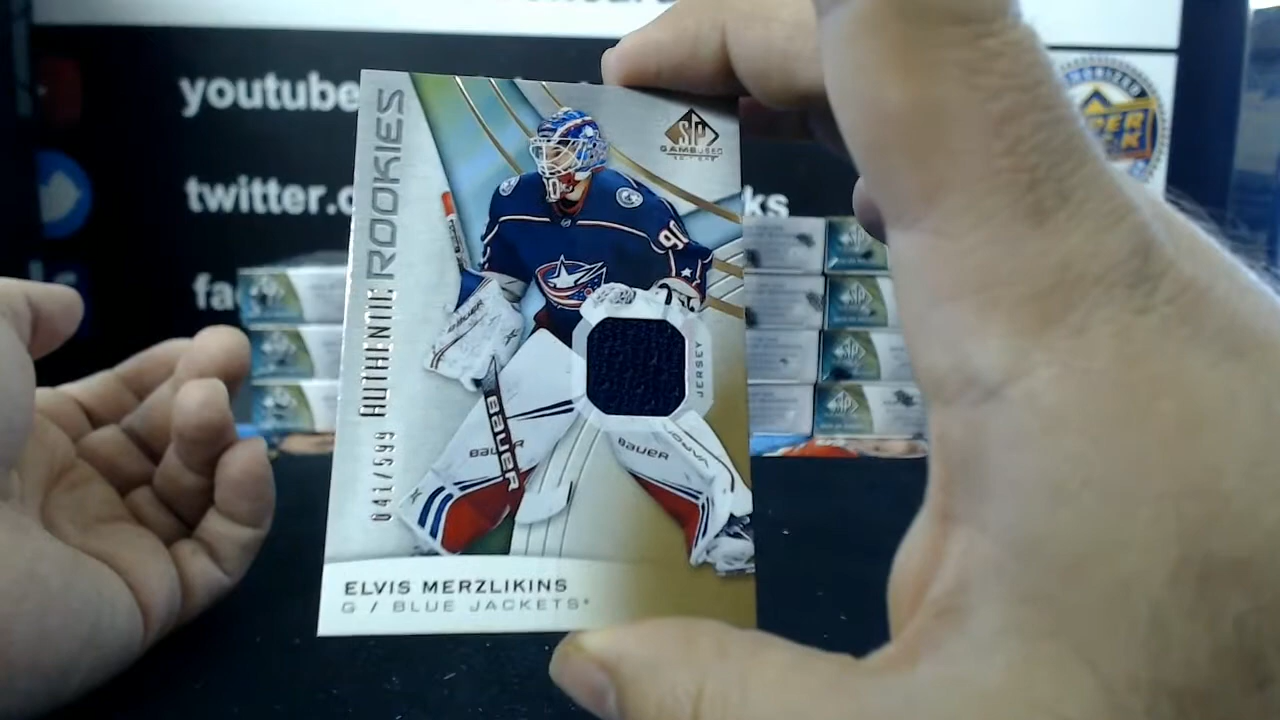 youtube
twitter.c
ks
fa
AUTHENTIC ROOKIES
041/599
SP
GAME USED
90
JERSEY
BAUER
BAUER
BAUER
ELVIS MERZLIKINS
G / BLUE JACKETS*